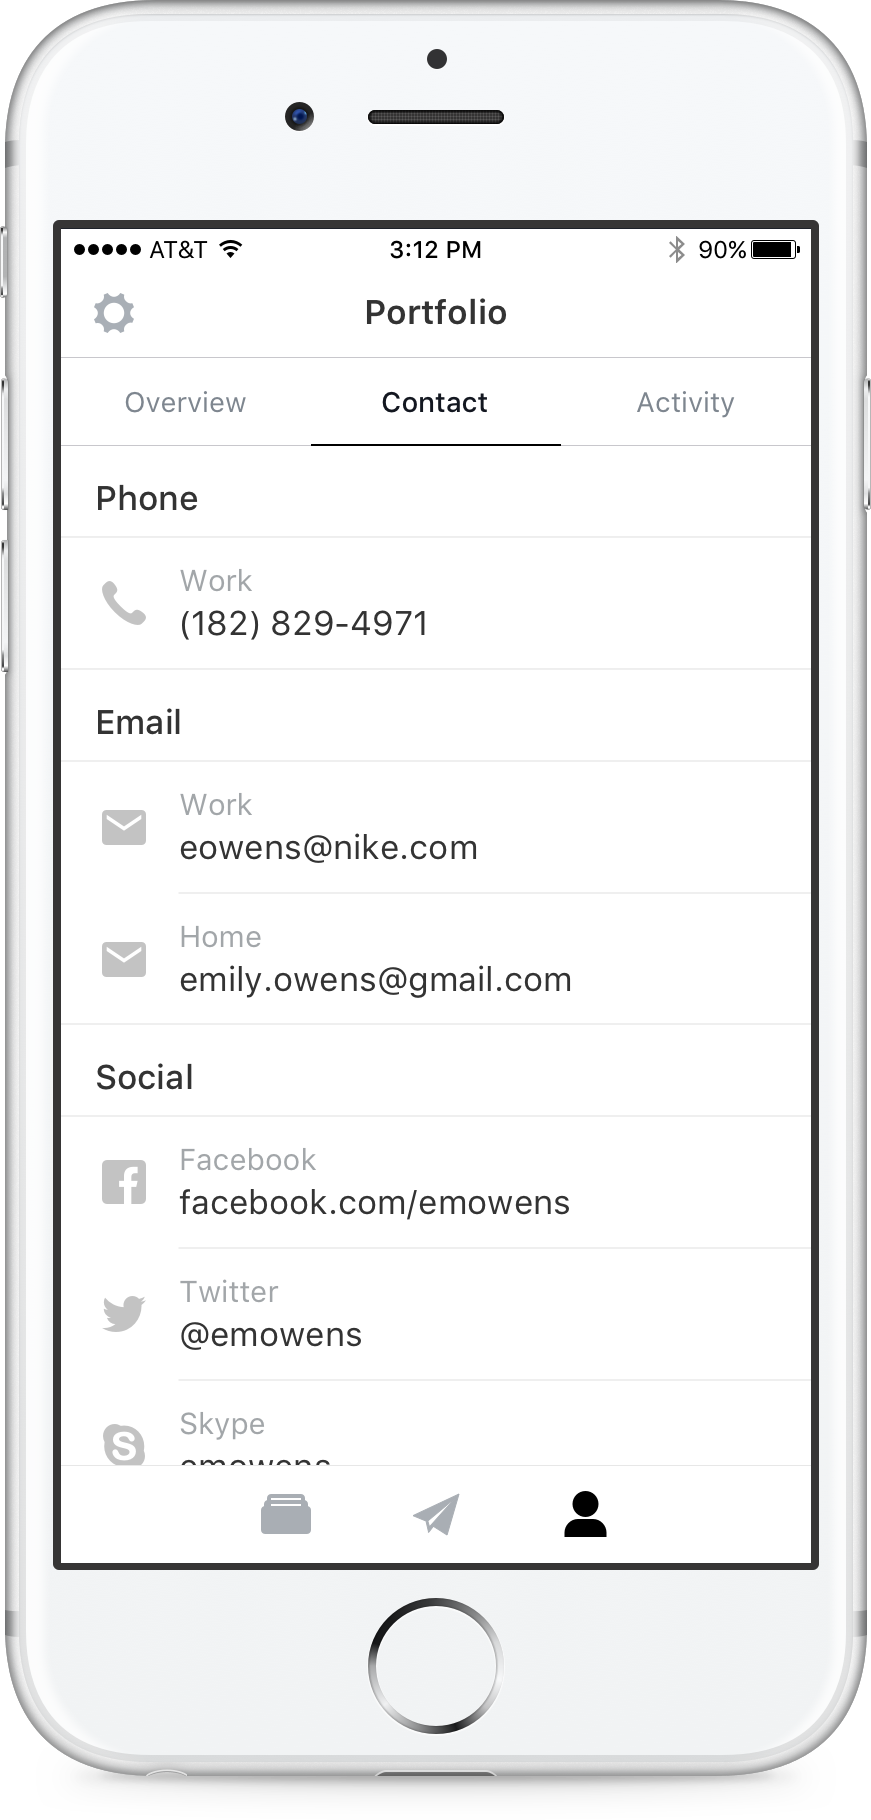 AT&T 3:12 PM 90%
Portfolio
Overview Contact Activity
Phone
Work
(182) 829-4971
Email
Work
eowens@nike.com
Home
emily.owens@gmail.com
Social
Facebook
facebook.com/emowens
Twitter
@emowens
Skype
emowens